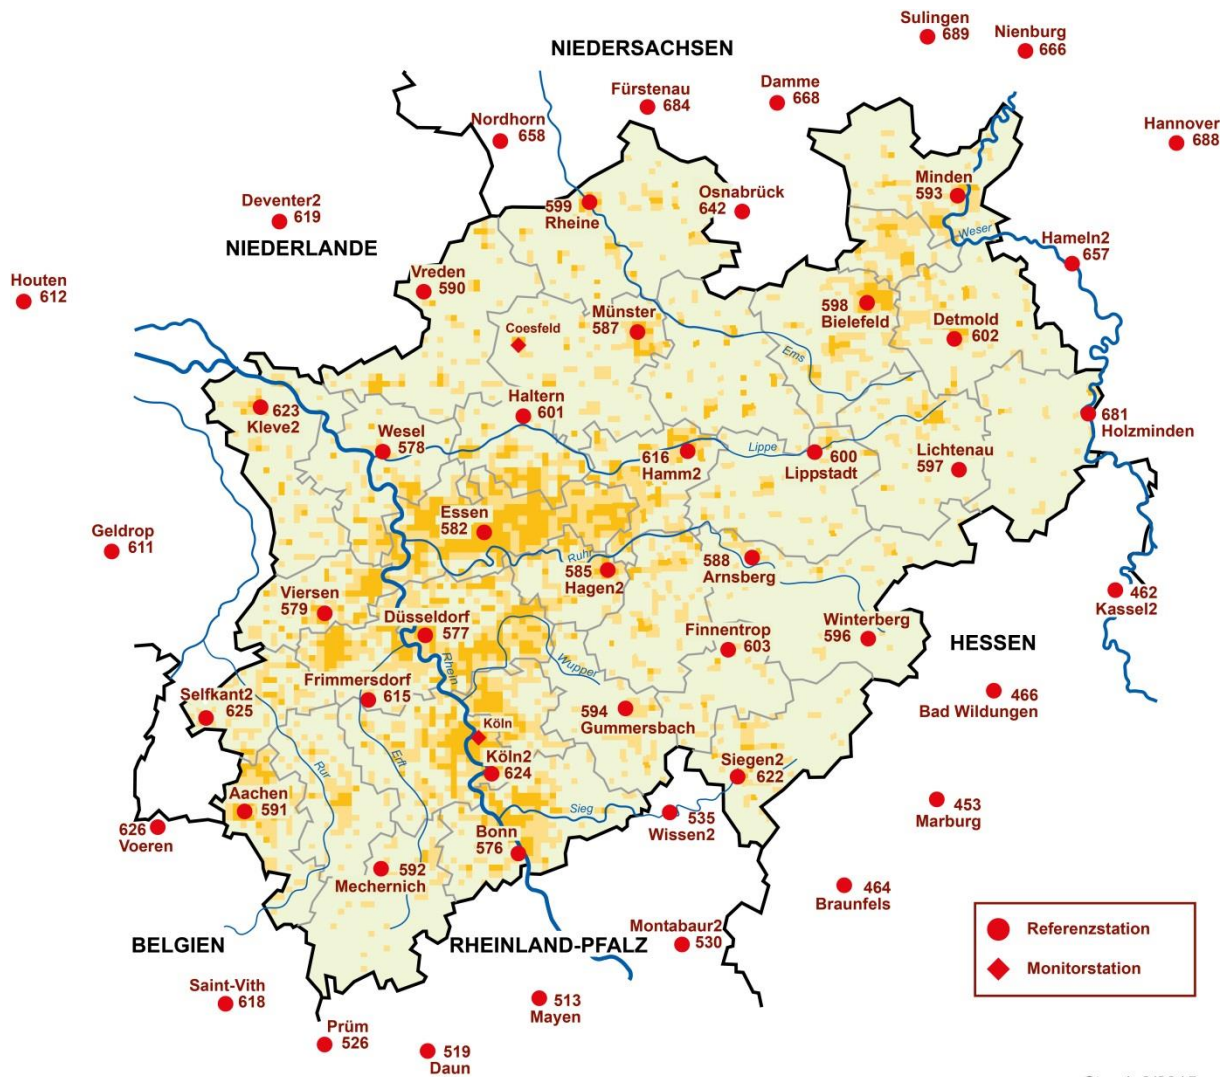 Sulingen
689
Nienburg
666
NIEDERSACHSEN
Damme
668
Fürstenau
684
Nordhorn
658
Hannover
688
Minden
593
Osnabrück
642
Deventer2
619
599
Rheine
NIEDERLANDE
Weser
Hameln2
657
Houten
612
Vreden
590
598
Bielefeld
Münster
587
Detmold
602
Coesfeld
Ems
623
Kleve2
Haltern
601
681
Holzminden
Wesel
578
616
Hamm2
Lippe
600
Lippstadt
Lichtenau
597
Essen
582
Geldrop
611
Ruhr
585
Hagen2
588
Arnsberg
462
Kassel2
Viersen
579
Düsseldorf
577
Finnentrop
603
Winterberg
596
HESSEN
Rhein
Wupper
Frimmersdorf
615
Selfkant2
625
466
Bad Wildungen
594
Gummersbach
Köln
Erft
Rur
Köln2
624
Siegen2
622
Aachen
591
Sieg
535
Wissen2
453
Marburg
626
Voeren
Bonn
576
592
Mechernich
464
Braunfels
Montabaur2
530
BELGIEN
RHEINLAND-PFALZ
Referenzstation
Monitorstation
Saint-Vith
618
513
Mayen
Prüm
526
519
Daun